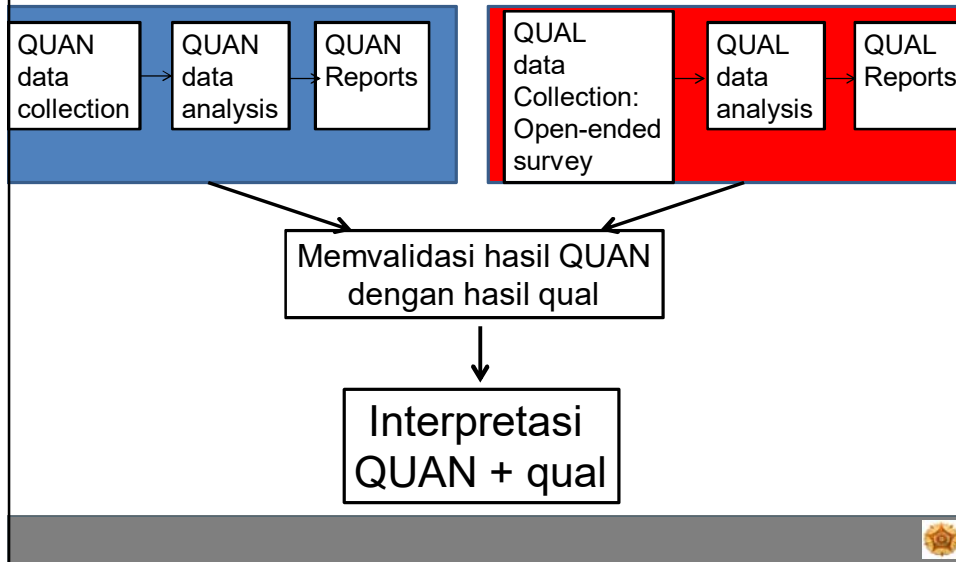 QUAN
data
collection
QUAN
data
analysis
QUAN
Reports
QUAL
data
Collection:
Open-ended
survey
QUAL
data
analysis
QUAL
Reports
Memvalidasi hasil QUAN
dengan hasil qual
Interpretasi
QUAN + qual